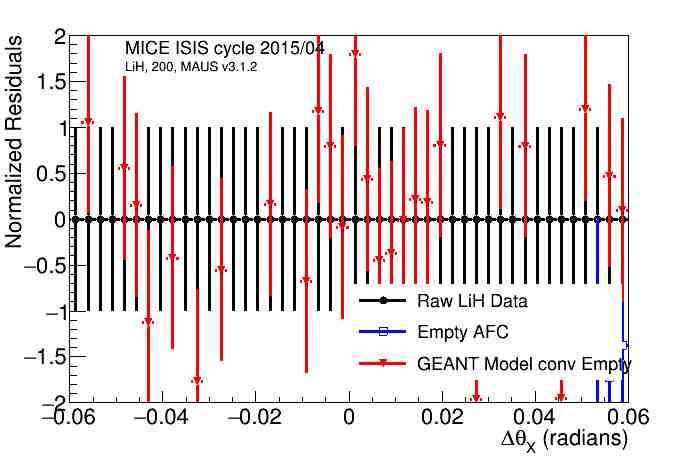 MICE ISIS cycle 2015/04
LiH, 200, MAUS v3.1.2
Normalized Residuals
2
1.5
1
0.5
0
−0.5
−1
−1.5
−2
Raw LiH Data
Empty AFC
GEANT Model conv Empty
−0.06 −0.04 −0.02 0 0.02 0.04 0.06
Δθ_X (radians)